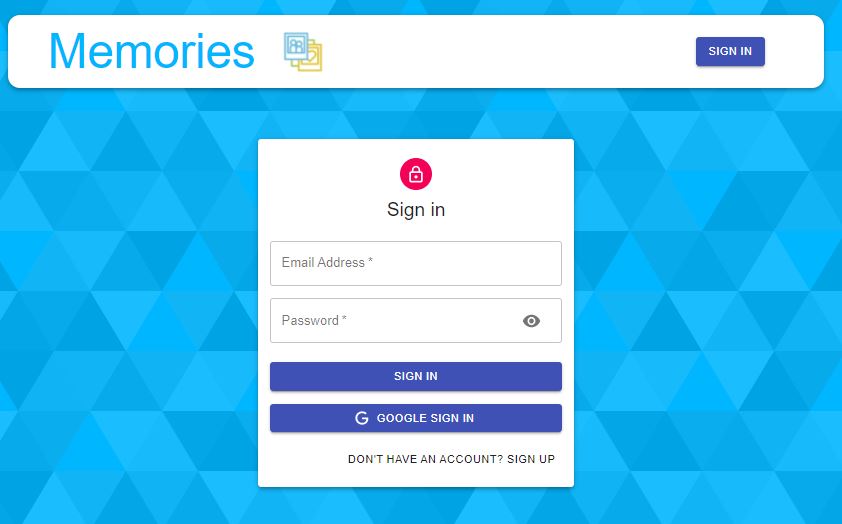 Memories
SIGN IN
Sign in
Email Address *
Password *
SIGN IN
GOOGLE SIGN IN
DON'T HAVE AN ACCOUNT? SIGN UP